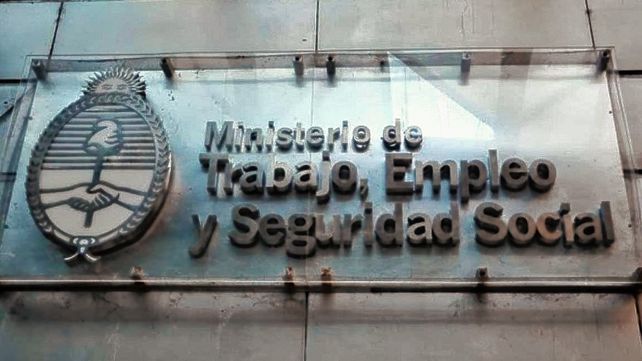 Ministerio de
Trabajo, Empleo
y Seguridad Social